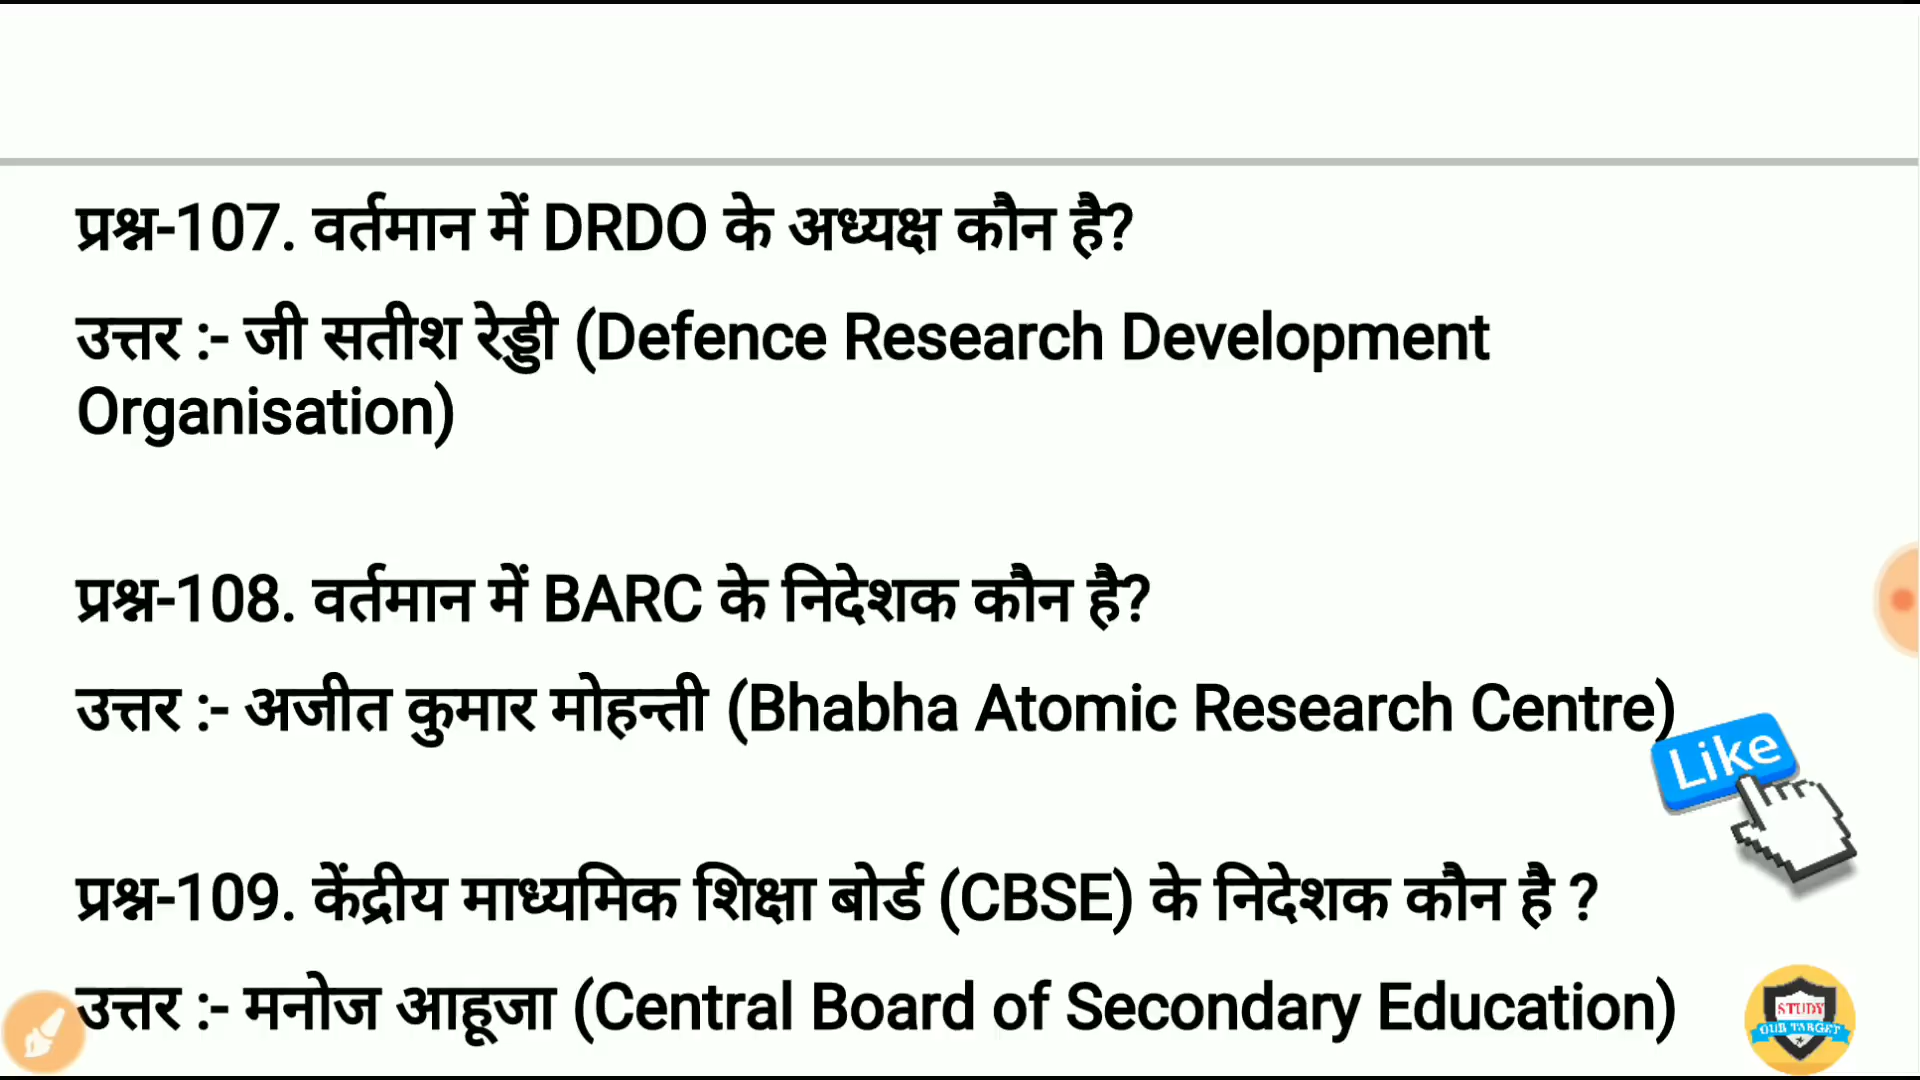 प्रश्न-107. वर्तमान में DRDO के अध्यक्ष कौन है?
उत्तर :- जी सतीश रेड्डी (Defence Research Development
Organisation)
प्रश्न-108. वर्तमान में BARC के निदेशक कौन है?
उत्तर :- अजीत कुमार मोहन्ती (Bhabha Atomic Research Centre)
Like
प्रश्न-109. केंद्रीय माध्यमिक शिक्षा बोर्ड (CBSE) के निदेशक कौन है ?
उत्तर :- मनोज आहूजा (Central Board of Secondary Education)
STUDY
OUR TARGET